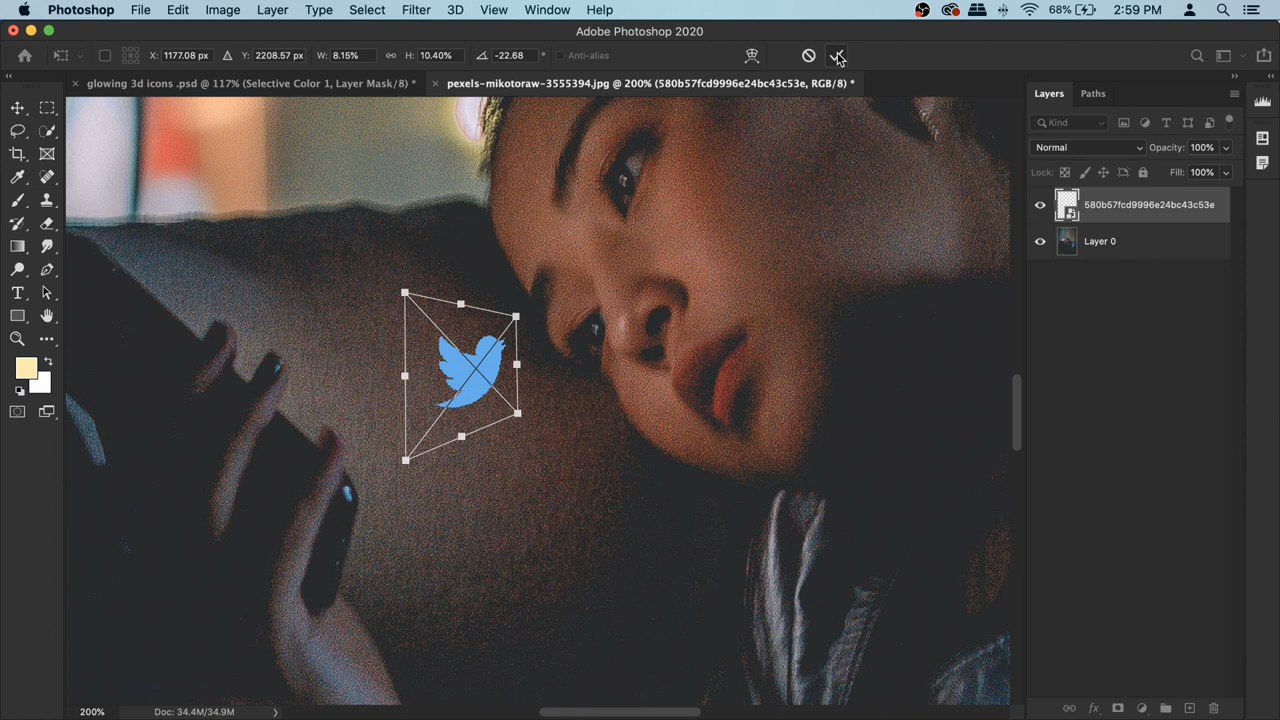 Photoshop File Edit Image Layer Type Select Filter 3D View Window Help 68% 2:59 PM
Adobe Photoshop 2020
X: 1177.08 px Y: 2208.57 px W: 8.15% H: 10.40% -22.68 ° Anti-alias
glowing 3d icons .psd @ 117% (Selective Color 1, Layer Mask/8) *
pexels-mikotoraw-3555394.jpg @ 200% (580b57fcd9996e24bc43c53e, RGB/8) *
Layers Paths
Kind
Normal Opacity: 100%
Lock: Fill: 100%
580b57fcd9996e24bc43c53e
Layer 0
200% Doc: 34.4M/34.9M